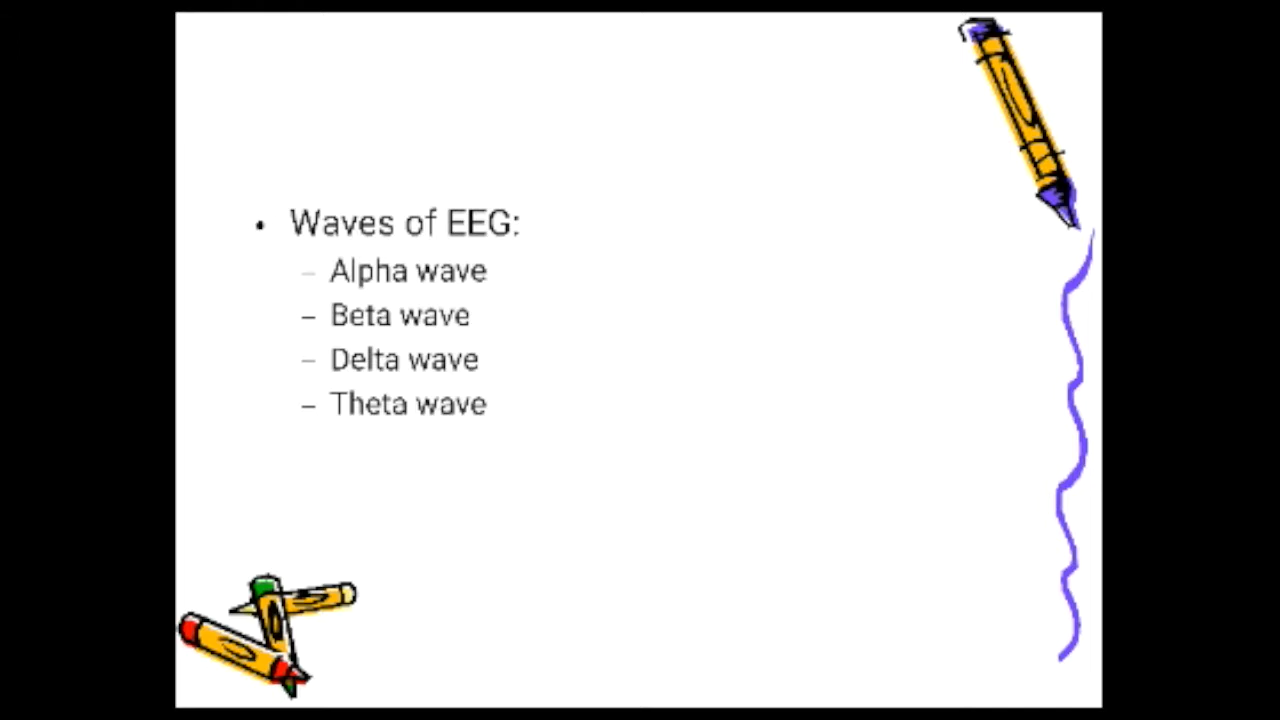 • Waves of EEG:
– Alpha wave
– Beta wave
– Delta wave
– Theta wave